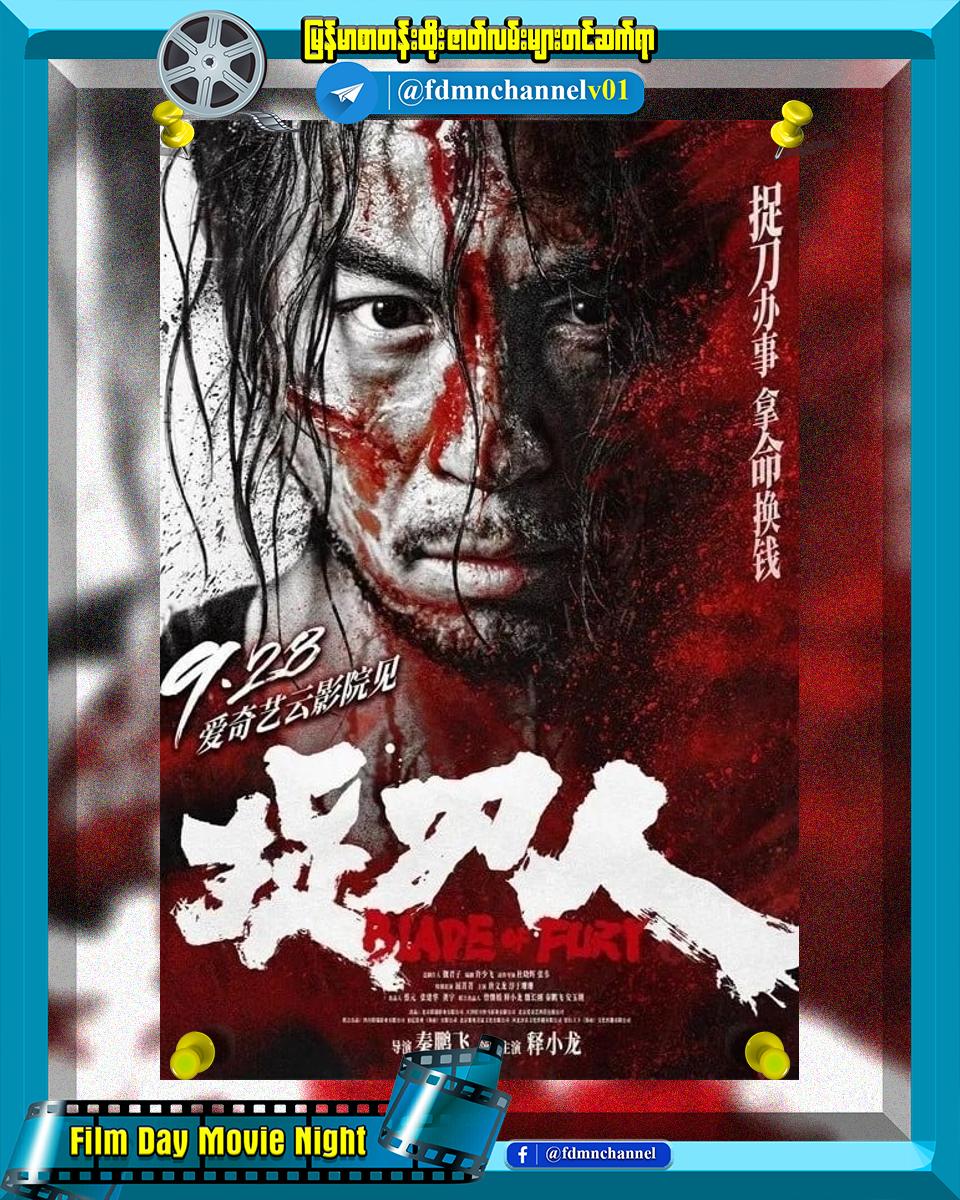 မြန်မာစာတန်းထိုးဇာတ်လမ်းများတင်ဆက်ရာ
@fdmnchannelv01
捉刀办事 拿命换钱
9.28
爱奇艺云影院见
捉刀人
BLADE OF FURY
导演 秦鹏飞 领衔主演 释小龙
Film Day Movie Night
@fdmnchannel